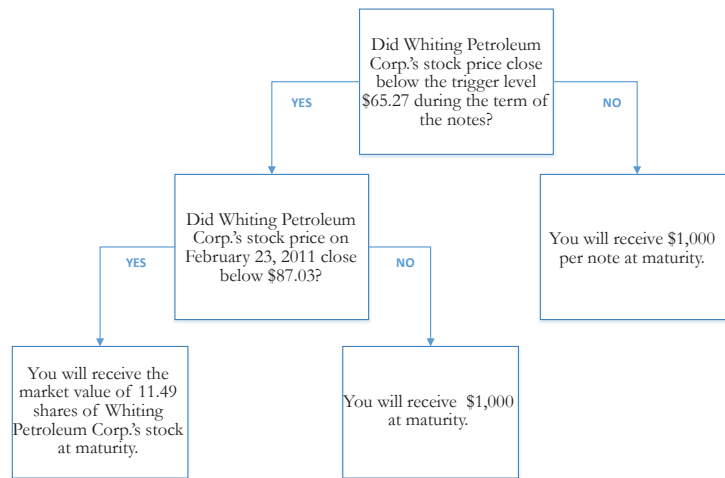 Did Whiting Petroleum
Corp.'s stock price close
below the trigger level
$65.27 during the term of
the notes?
YES
NO
Did Whiting Petroleum
Corp.'s stock price on
February 23, 2011 close
below $87.03?
You will receive $1,000
per note at maturity.
YES
NO
You will receive the
market value of 11.49
shares of Whiting
Petroleum Corp.'s stock
at maturity.
You will receive $1,000
at maturity.